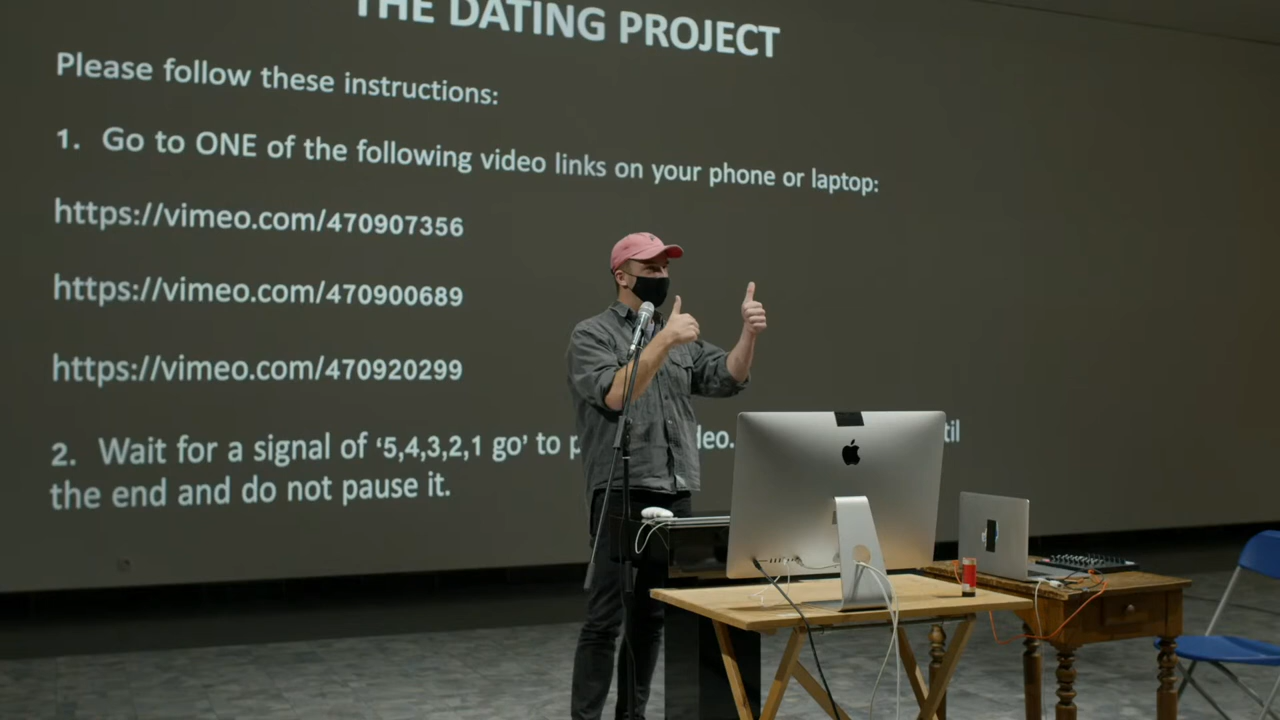 THE DATING PROJECT
Please follow these instructions:
1. Go to ONE of the following video links on your phone or laptop:
https://vimeo.com/470907356
https://vimeo.com/470900689
https://vimeo.com/470920299
2. Wait for a signal of ‘5,4,3,2,1 go’ to
the end and do not pause it.